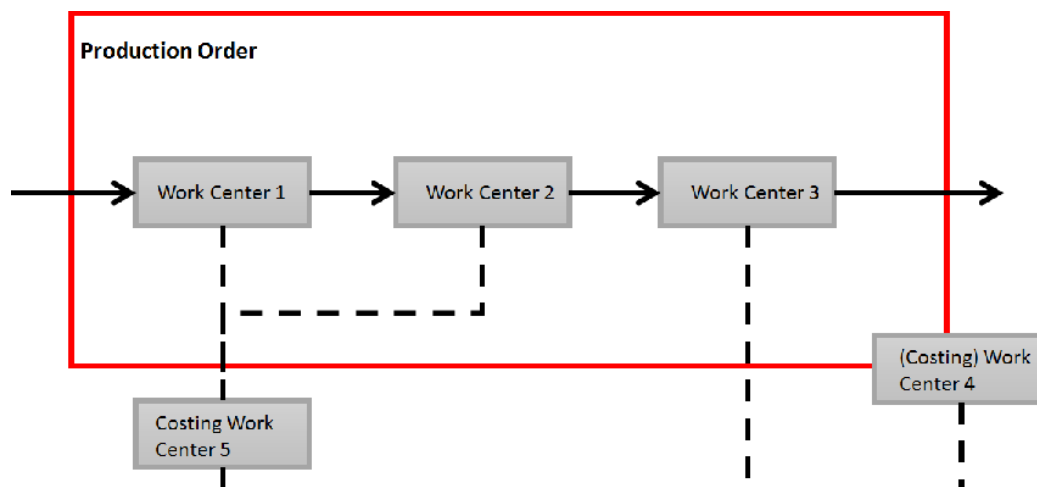 Production Order
Work Center 1
Work Center 2
Work Center 3
(Costing) Work
Center 4
Costing Work
Center 5